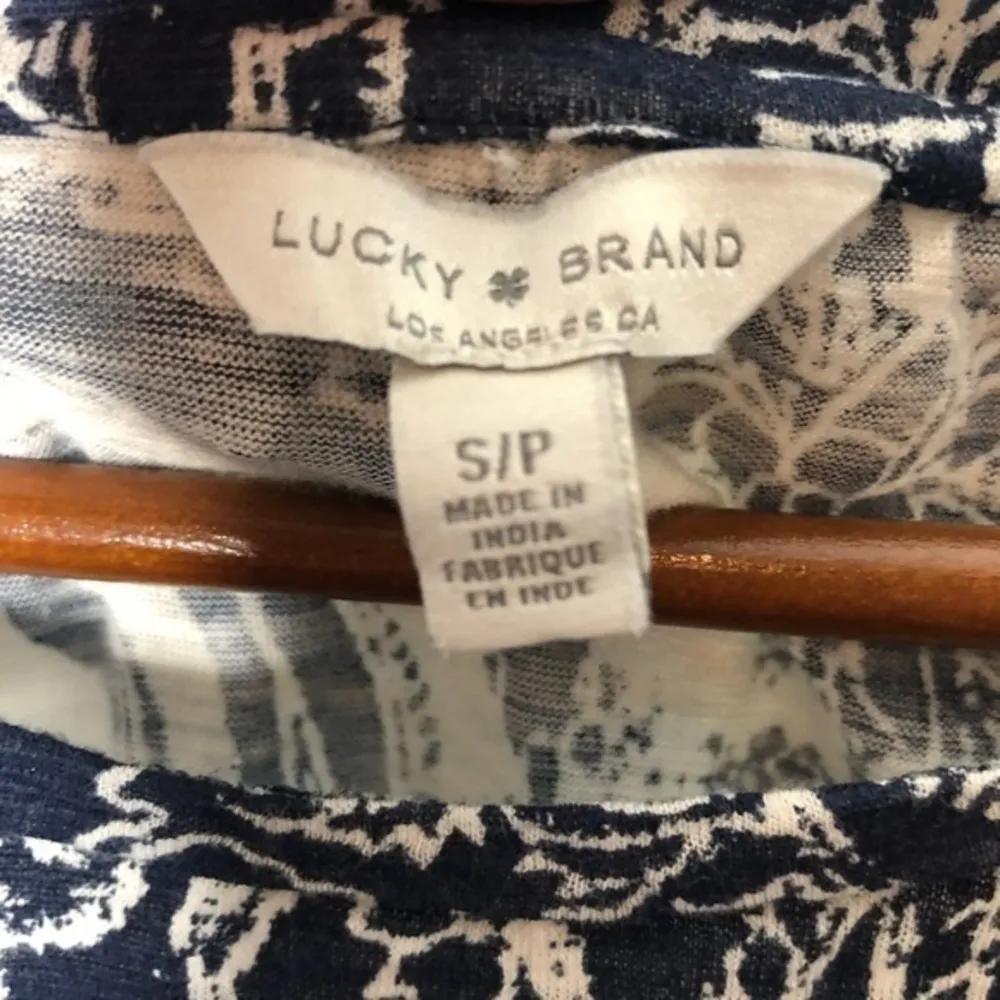 LUCKY BRAND
LOS ANGELES CA
S/P
MADE IN
INDIA
FABRIQUE
EN INDE